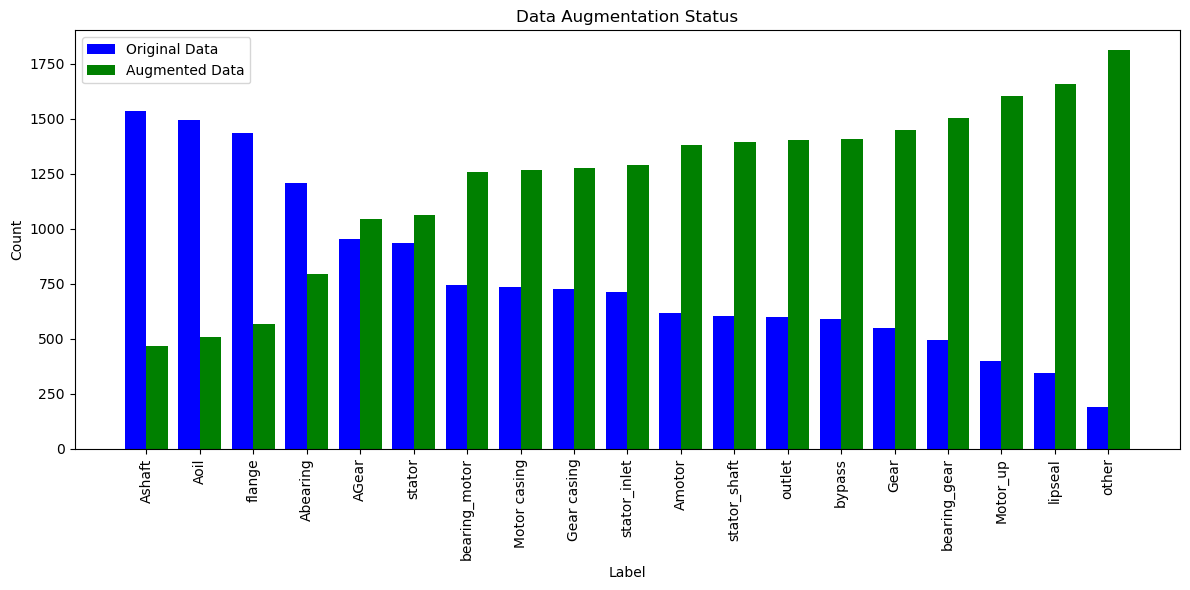 Data Augmentation Status
Original Data
Augmented Data
Count
1750
1500
1250
1000
750
500
250
0
Ashaft
Aoil
flange
Abearing
AGear
stator
bearing_motor
Motor casing
Gear casing
stator_inlet
Amotor
stator_shaft
outlet
bypass
Gear
bearing_gear
Motor_up
lipseal
other
Label